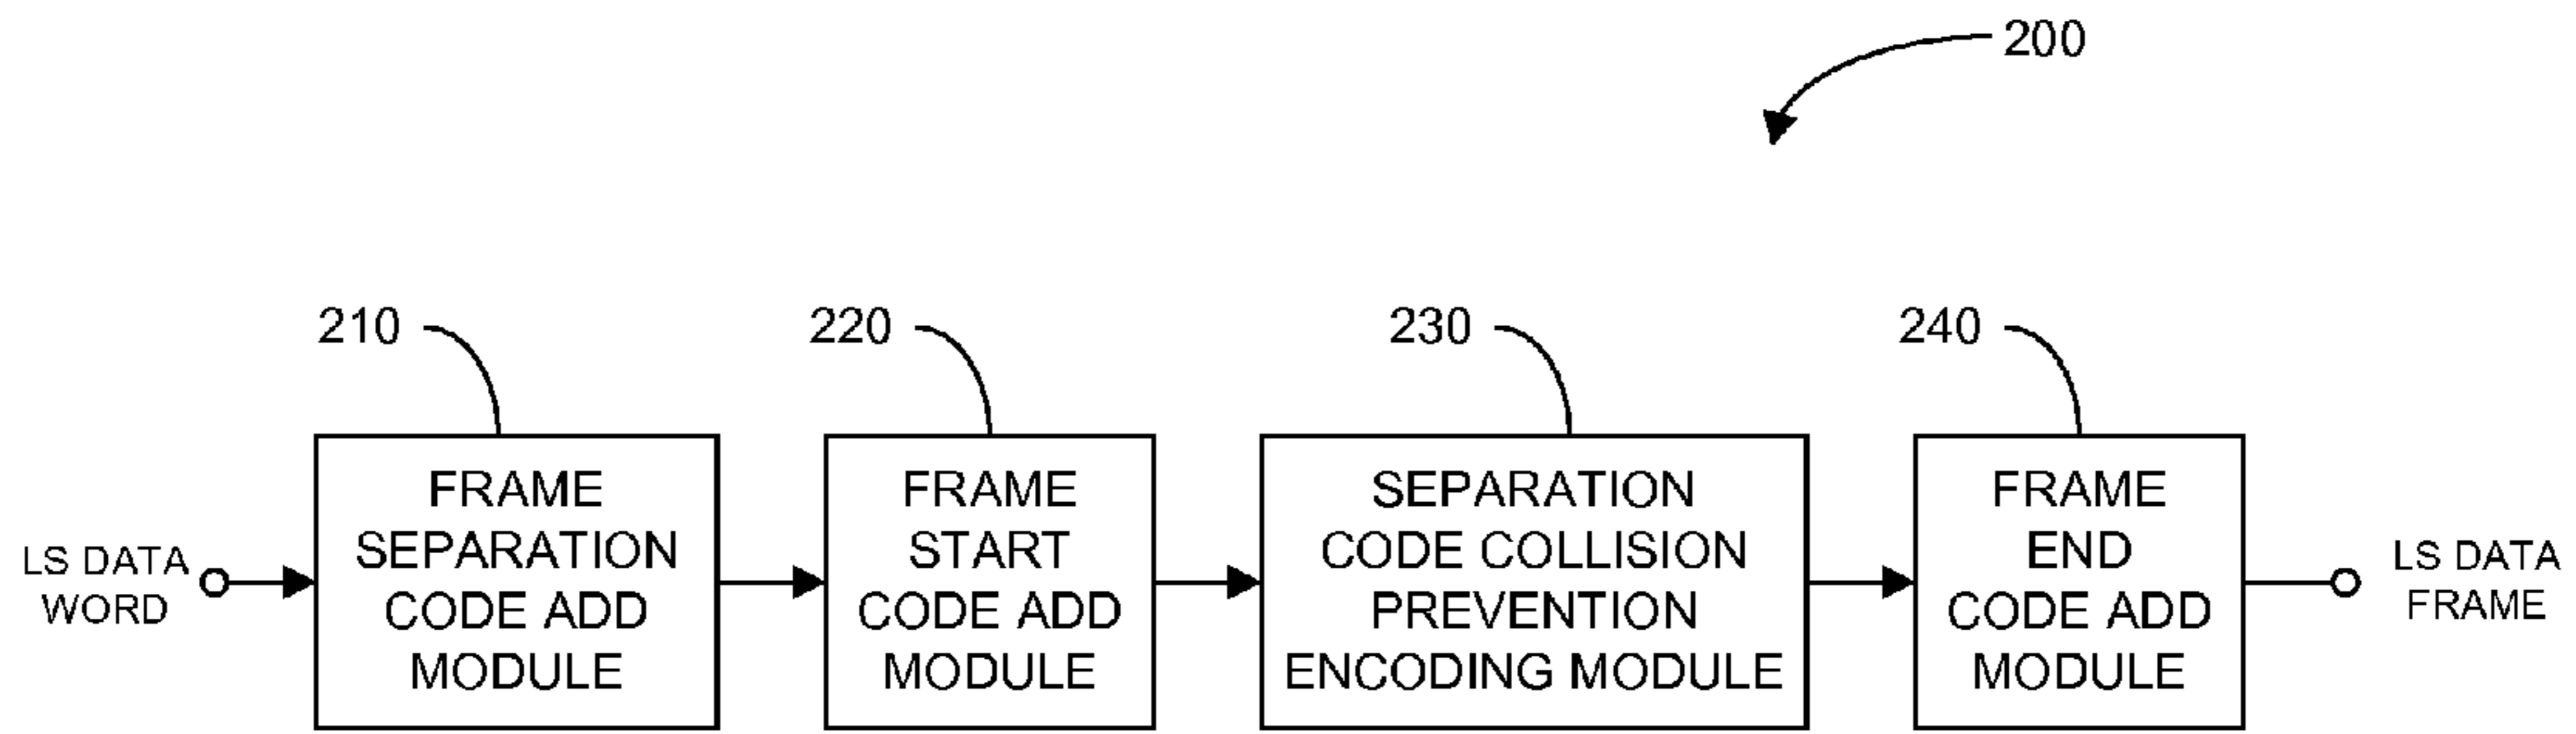 200
210
220
230
240
LS DATA
WORD
FRAME
SEPARATION
CODE ADD
MODULE
FRAME
START
CODE ADD
MODULE
SEPARATION
CODE COLLISION
PREVENTION
ENCODING MODULE
FRAME
END
CODE ADD
MODULE
LS DATA
FRAME